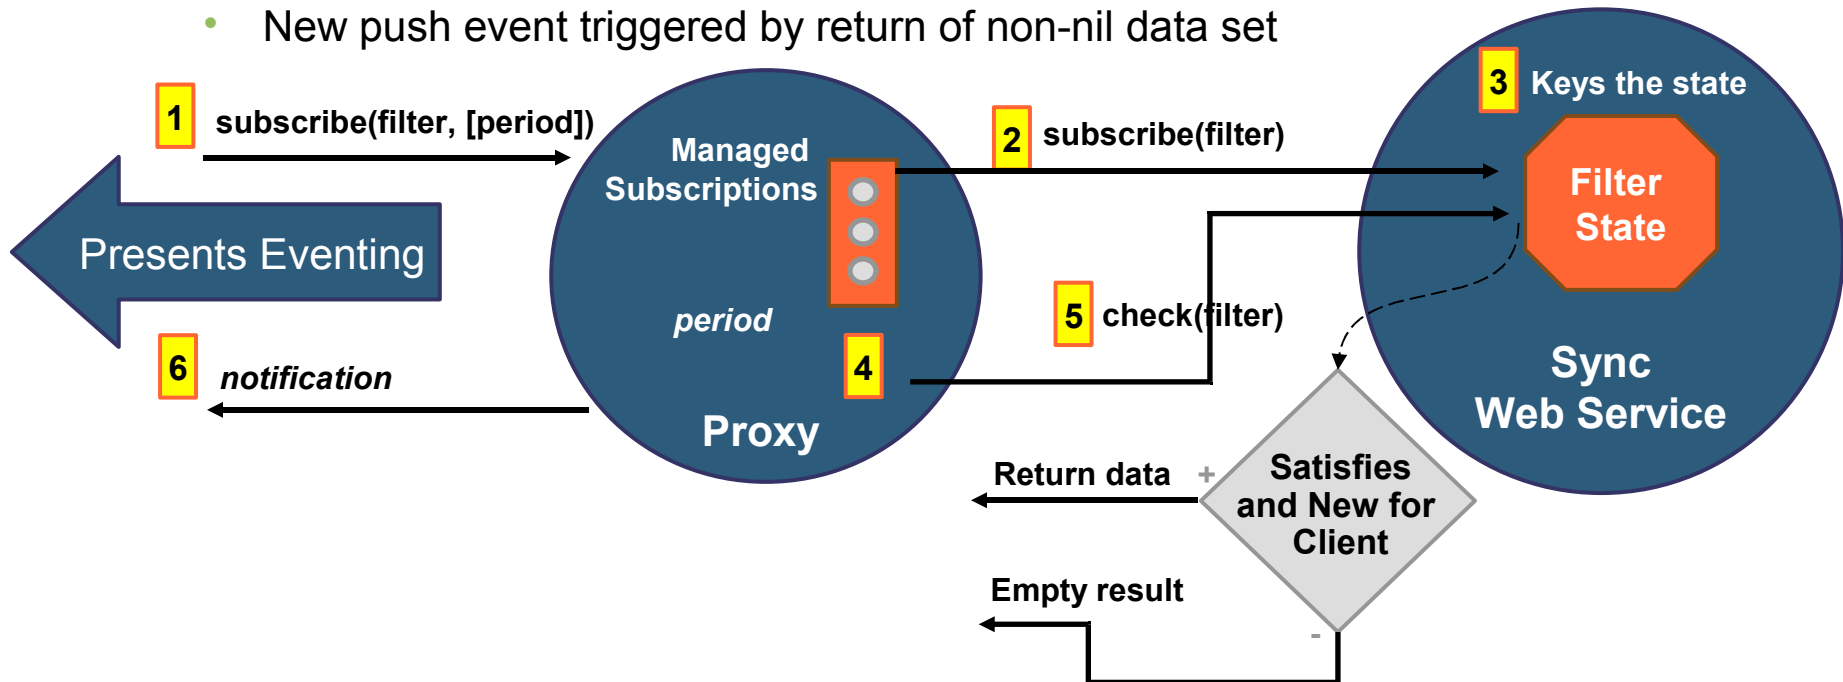 • New push event triggered by return of non-nil data set
1
subscribe(filter, [period])
Managed
Subscriptions
2
subscribe(filter)
3
Keys the state
Filter
State
Presents Eventing
period
4
5
check(filter)
6
notification
Proxy
Sync
Web Service
Return data
+
Satisfies
and New for
Client
Empty result
-